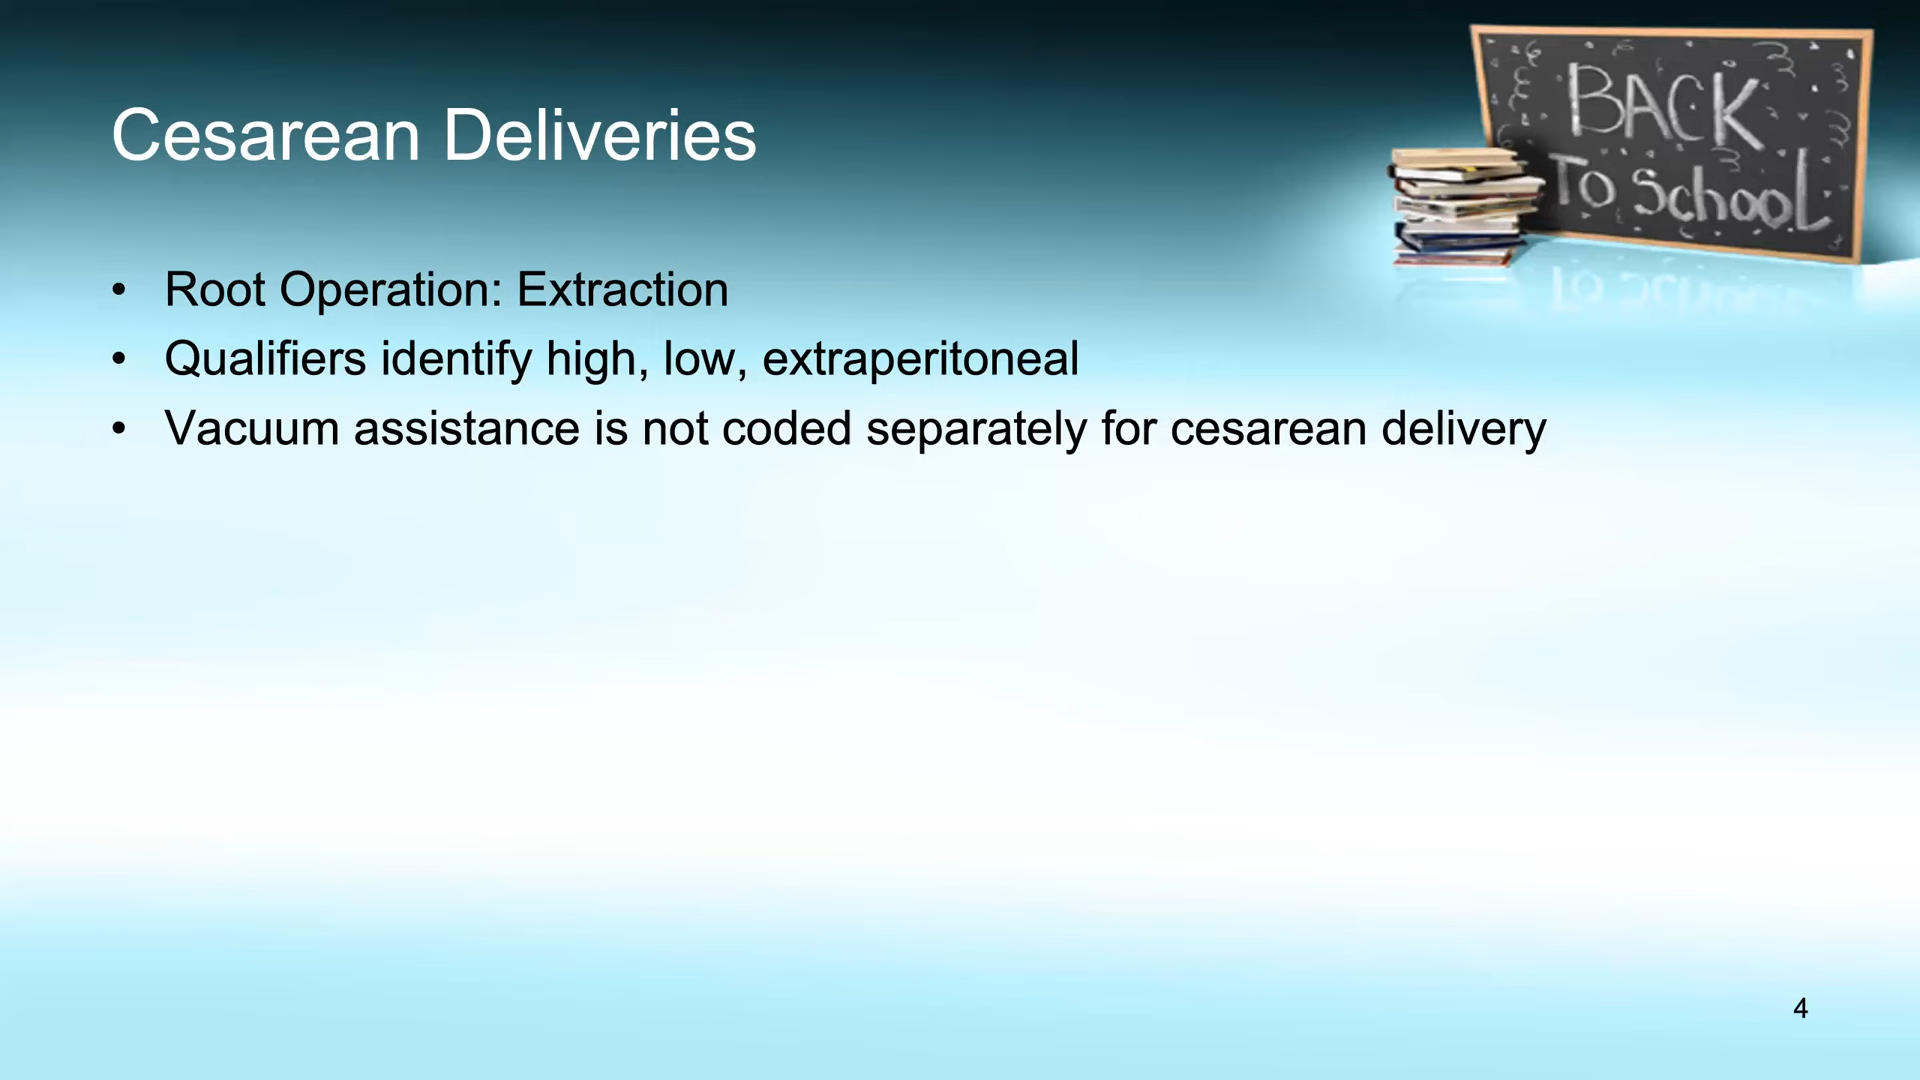 Cesarean Deliveries
BACK
To School
• Root Operation: Extraction
• Qualifiers identify high, low, extraperitoneal
• Vacuum assistance is not coded separately for cesarean delivery
4